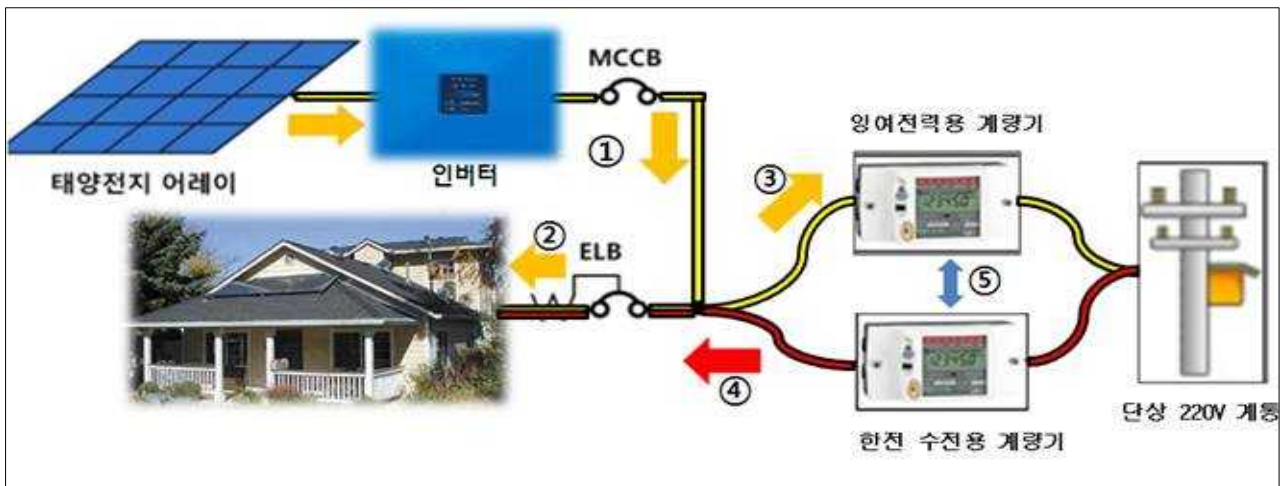 MCCB
①
태양전지 어레이
인버터
잉여전력용 계량기
③
②
ELB
⑤
④
한전 수전용 계량기
단상 220V 계통